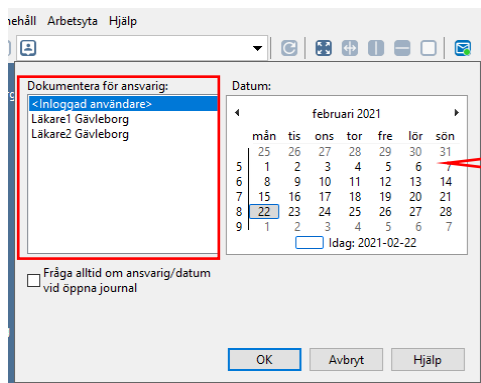 nehåll Arbetsyta Hjälp
Dokumentera för ansvarig:
<Inloggad användare>
Läkare1 Gävleborg
Läkare2 Gävleborg
Datum:
februari 2021
mån tis ons tor fre lör sön
25 26 27 28 29 30 31
5 1 2 3 4 5 6 7
6 8 9 10 11 12 13 14
7 15 16 17 18 19 20 21
8 22 23 24 25 26 27 28
9 1 2 3 4 5 6 7
Idag: 2021-02-22
Fråga alltid om ansvarig/datum
vid öppna journal
OK Avbryt Hjälp